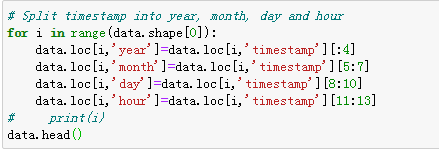 # Split timestamp into year, month, day and hour
for i in range(data.shape[0]):
    data.loc[i,'year']=data.loc[i,'timestamp'][:4]
    data.loc[i,'month']=data.loc[i,'timestamp'][5:7]
    data.loc[i,'day']=data.loc[i,'timestamp'][8:10]
    data.loc[i,'hour']=data.loc[i,'timestamp'][11:13]
#     print(i)
data.head()